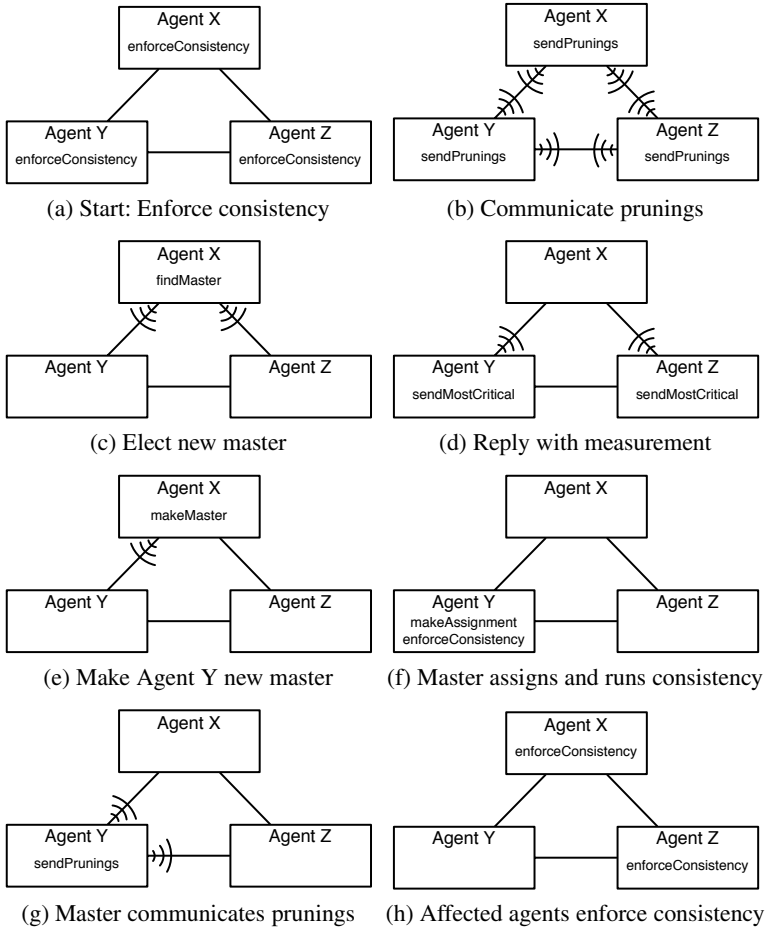 Agent X
enforceConsistency
Agent Y
enforceConsistency
Agent Z
enforceConsistency
(a) Start: Enforce consistency
Agent X
sendPrunings
Agent Y
sendPrunings
Agent Z
sendPrunings
(b) Communicate prunings
Agent X
findMaster
Agent Y
Agent Z
(c) Elect new master
Agent X
Agent Y
sendMostCritical
Agent Z
sendMostCritical
(d) Reply with measurement
Agent X
makeMaster
Agent Y
Agent Z
(e) Make Agent Y new master
Agent X
Agent Y
makeAssignment
enforceConsistency
Agent Z
(f) Master assigns and runs consistency
Agent X
Agent Y
sendPrunings
Agent Z
(g) Master communicates prunings
Agent X
enforceConsistency
Agent Y
Agent Z
enforceConsistency
(h) Affected agents enforce consistency